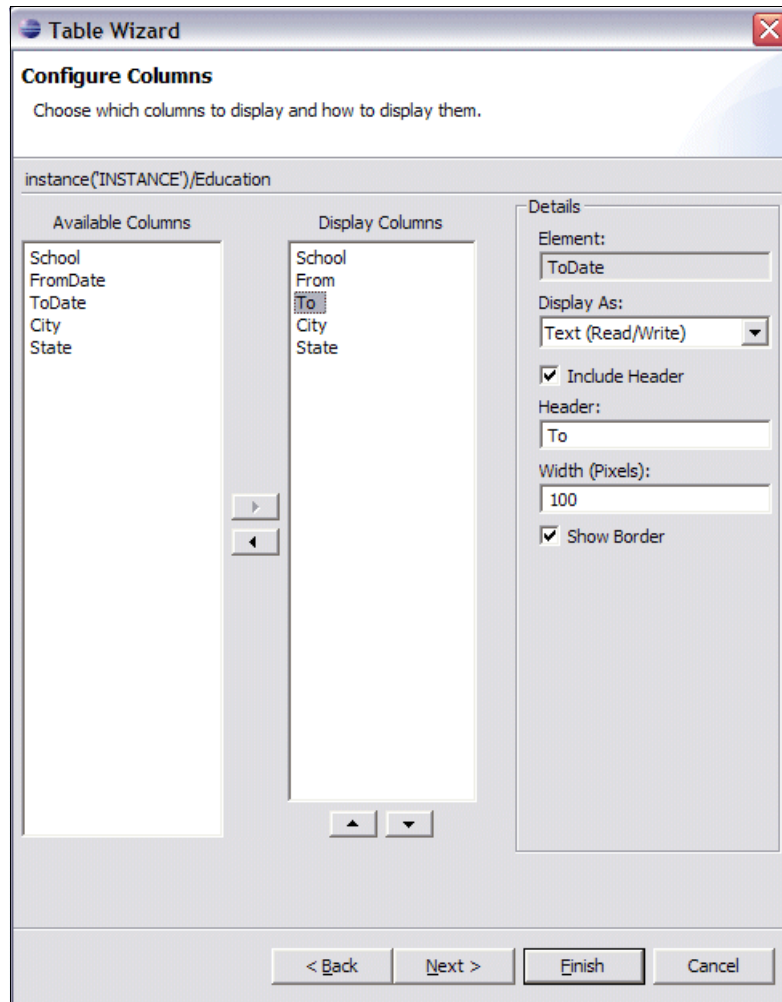 Table Wizard
Configure Columns
Choose which columns to display and how to display them.
instance('INSTANCE')/Education
Available Columns
School
FromDate
ToDate
City
State
Display Columns
School
From
To
City
State
Details
Element:
ToDate
Display As:
Text (Read/Write)
Include Header
Header:
To
Width (Pixels):
100
Show Border
< Back
Next >
Finish
Cancel